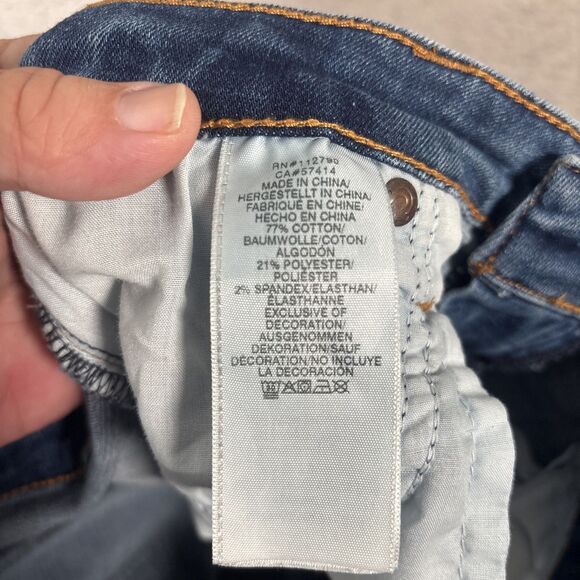 RN#112790
CA#57414
MADE IN CHINA/
HERGESTELLT IN CHINA/
FABRIQUÉ EN CHINE/
HECHO EN CHINA
77% COTTON/
BAUMWOLLE/COTON/
ALGODÓN
21% POLYESTER/
POLIÉSTER
2% SPANDEX/ELASTHAN/
ÉLASTHANNE
EXCLUSIVE OF
DECORATION/
AUSGENOMMEN
DEKORATION/SAUF
DÉCORATION/NO INCLUYE
LA DECORACIÓN